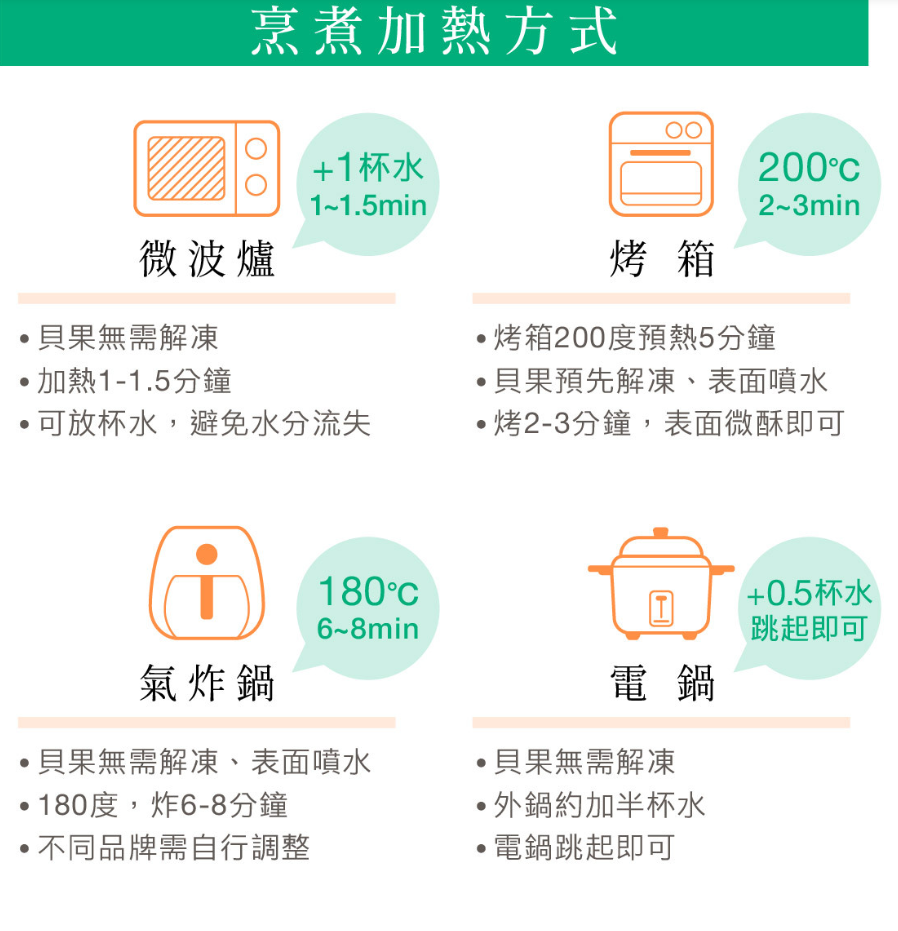 烹煮加熱方式
+1杯水
1~1.5min
微波爐
• 貝果無需解凍
• 加熱1-1.5分鐘
• 可放杯水，避免水分流失
200℃
2~3min
烤箱
• 烤箱200度預熱5分鐘
• 貝果預先解凍、表面噴水
• 烤2-3分鐘，表面微酥即可
180℃
6~8min
氣炸鍋
• 貝果無需解凍、表面噴水
• 180度，炸6-8分鐘
• 不同品牌需自行調整
+0.5杯水
跳起即可
電鍋
• 貝果無需解凍
• 外鍋約加半杯水
• 電鍋跳起即可